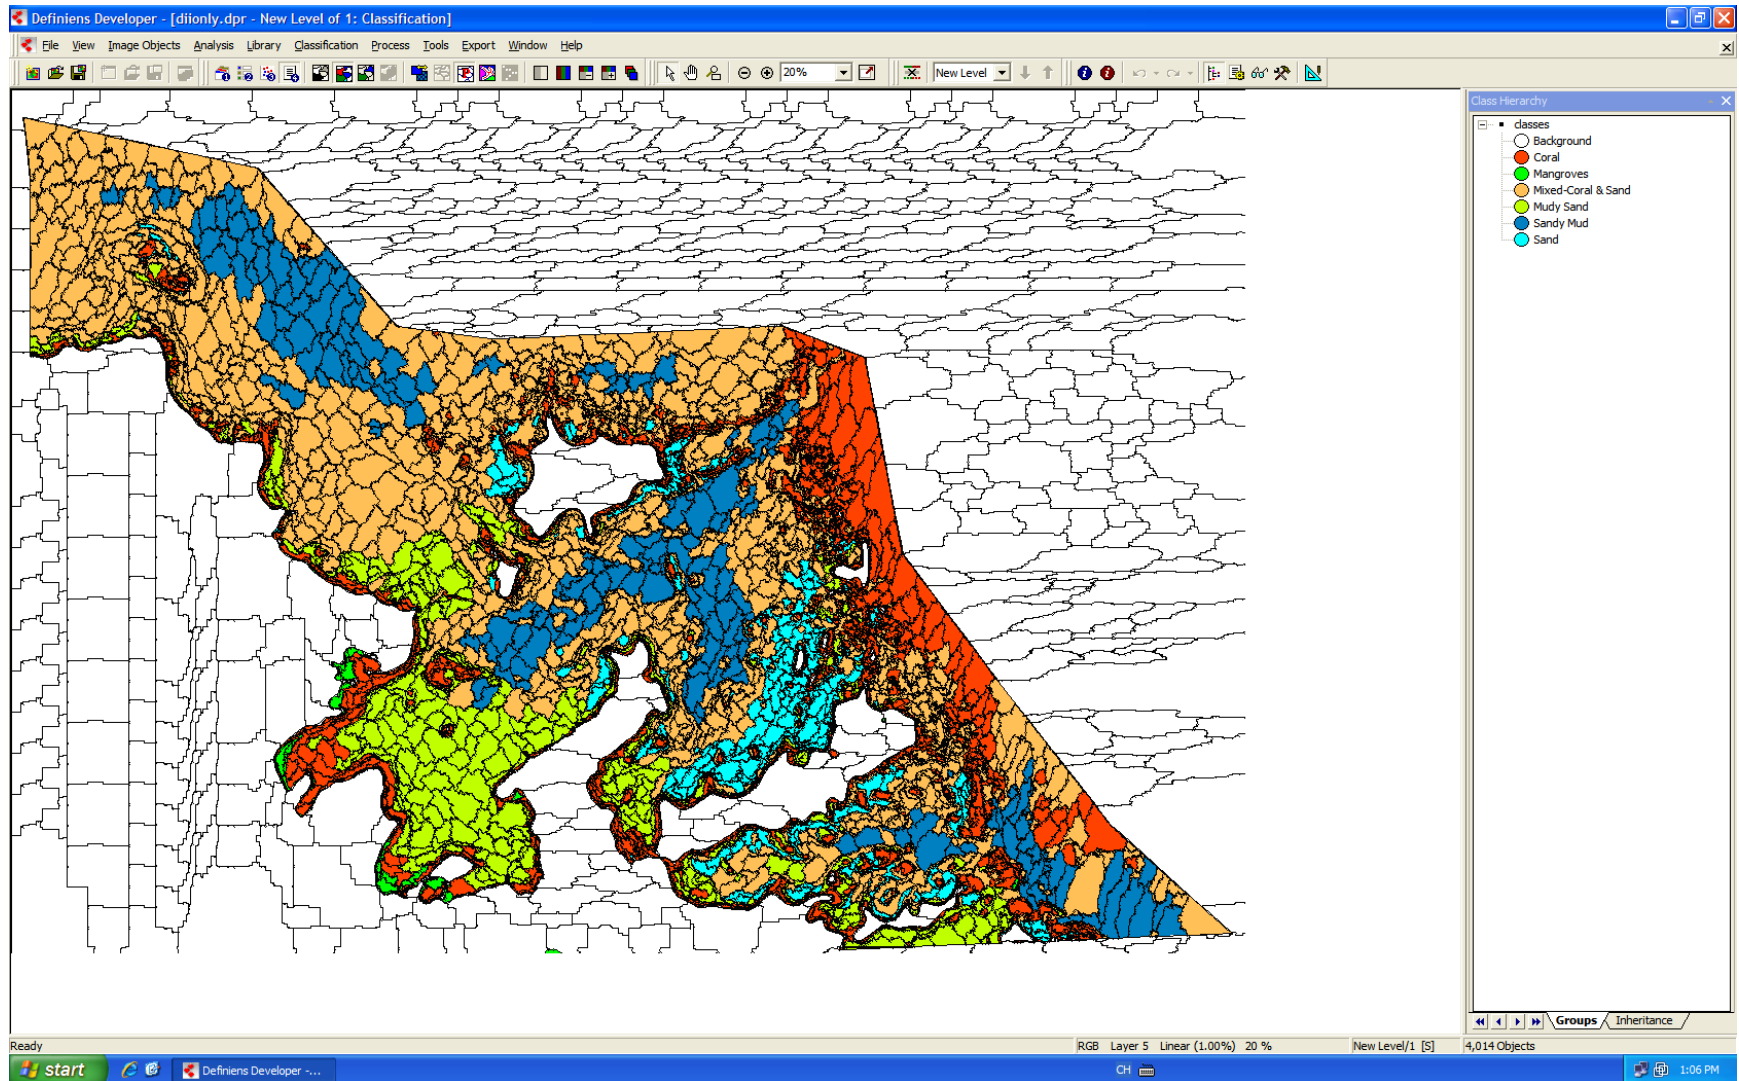 Definiens Developer - [diionly.dpr - New Level of 1: Classification]
File View Image Objects Analysis Library Classification Process Tools Export Window Help
20% New Level
Class Hierarchy
classes
Background
Coral
Mangroves
Mixed-Coral & Sand
Mudy Sand
Sandy Mud
Sand
Groups Inheritance
Ready RGB Layer 5 Linear (1.00%) 20 % New Level/1 [S] 4,014 Objects
start Definiens Developer -... CH 1:06 PM